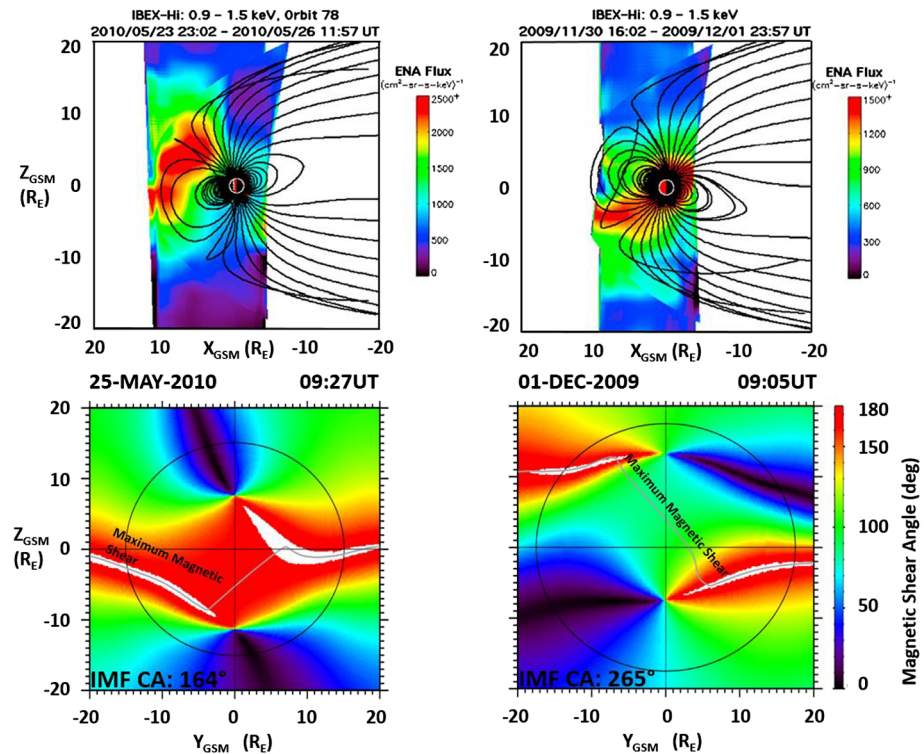 IBEX-Hi: 0.9 - 1.5 keV, Orbit 78
2010/05/23 23:02 - 2010/05/26 11:57 UT
20
10
0
-10
-20
Z_GSM
(R_E)
20
10
0
-10
-20
X_GSM (R_E)
ENA Flux
(cm²-sr-s-keV)⁻¹
2500+
2000
1500
1000
500
0
IBEX-Hi: 0.9 - 1.5 keV
2009/11/30 16:02 - 2009/12/01 23:57 UT
20
10
0
-10
-20
20
10
0
-10
-20
X_GSM (R_E)
ENA Flux
(cm²-sr-s-keV)⁻¹
1500+
1200
900
600
300
0
25-MAY-2010
09:27UT
20
10
0
-10
-20
Z_GSM
(R_E)
Maximum Magnetic
Shear
IMF CA: 164°
-20
-10
0
10
20
Y_GSM (R_E)
01-DEC-2009
09:05UT
20
10
0
-10
-20
Maximum Magnetic Shear
IMF CA: 265°
-20
-10
0
10
20
Y_GSM (R_E)
180
150
100
50
0
Magnetic Shear Angle (deg)